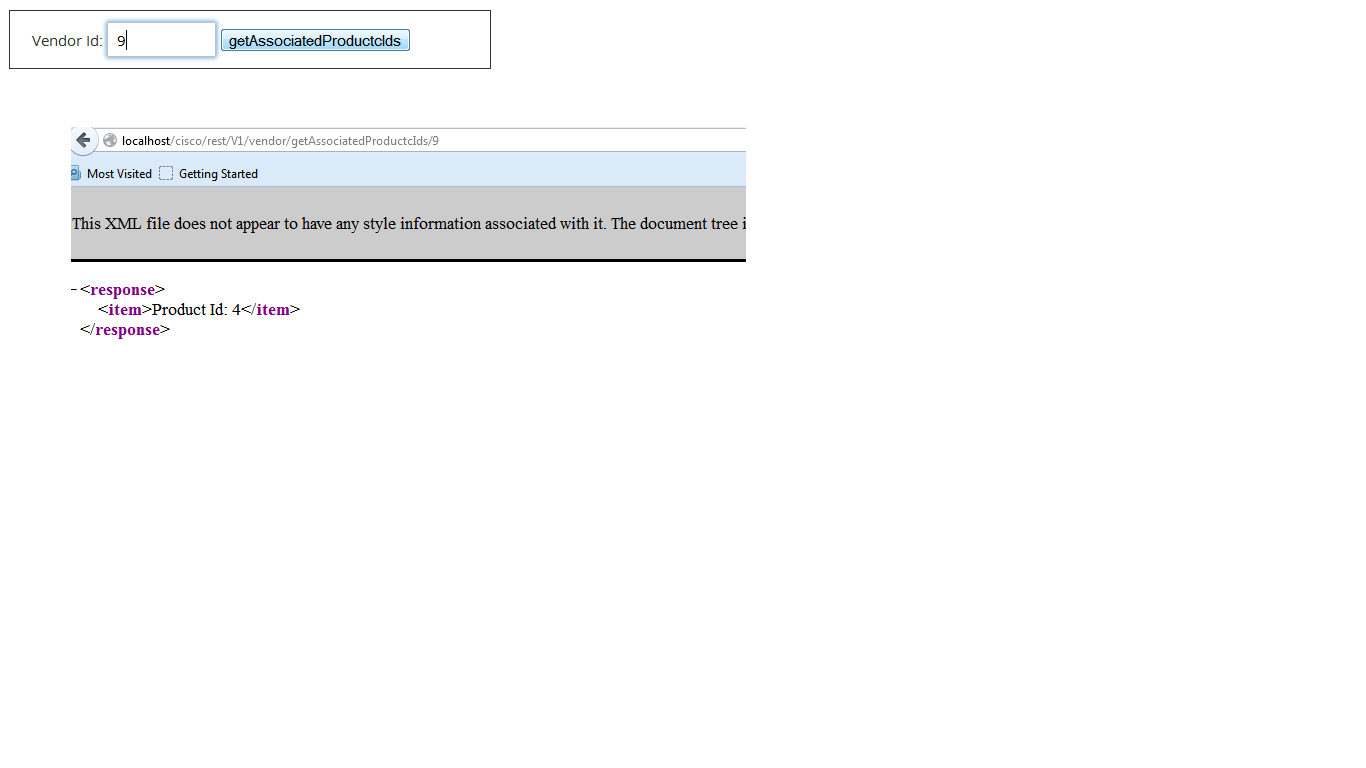 Vendor Id: 9 getAssociatedProductcIds
localhost/cisco/rest/V1/vendor/getAssociatedProductcIds/9
Most Visited Getting Started
This XML file does not appear to have any style information associated with it. The document tree i
-<response>
<item>Product Id: 4</item>
</response>